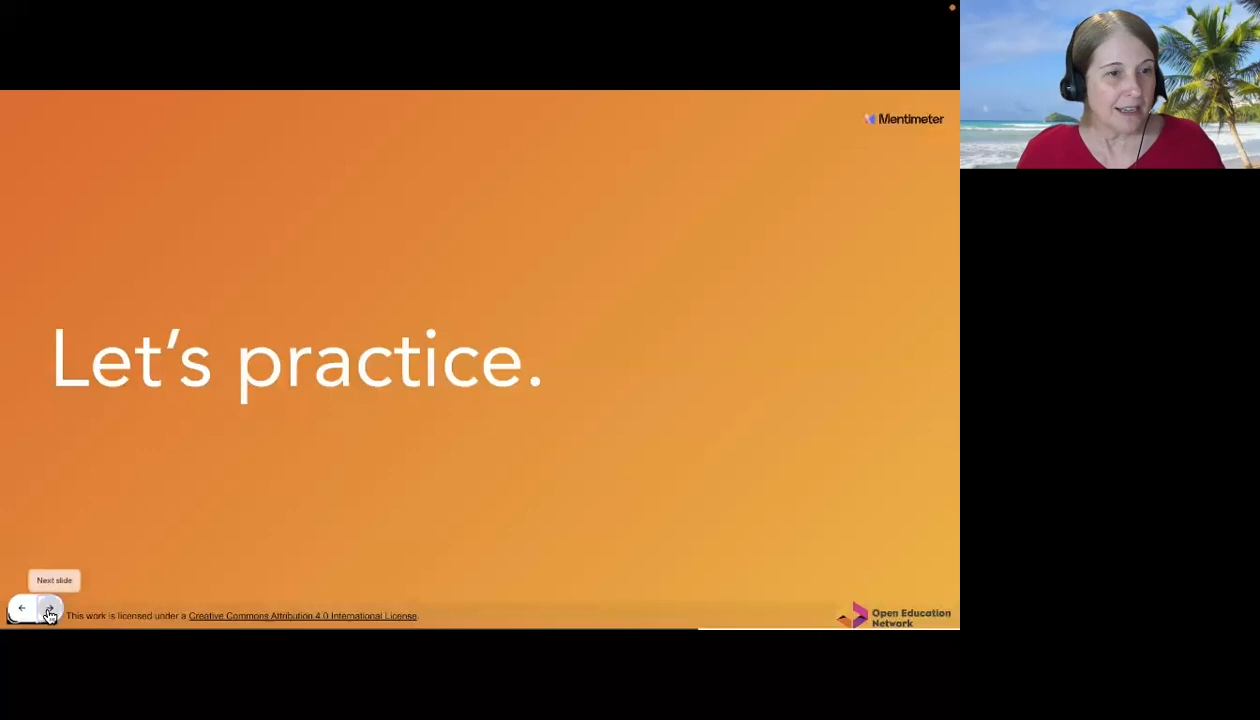 Mentimeter
Let's practice.
Next slide
This work is licensed under a Creative Commons Attribution 4.0 International License.
Open Education
Network